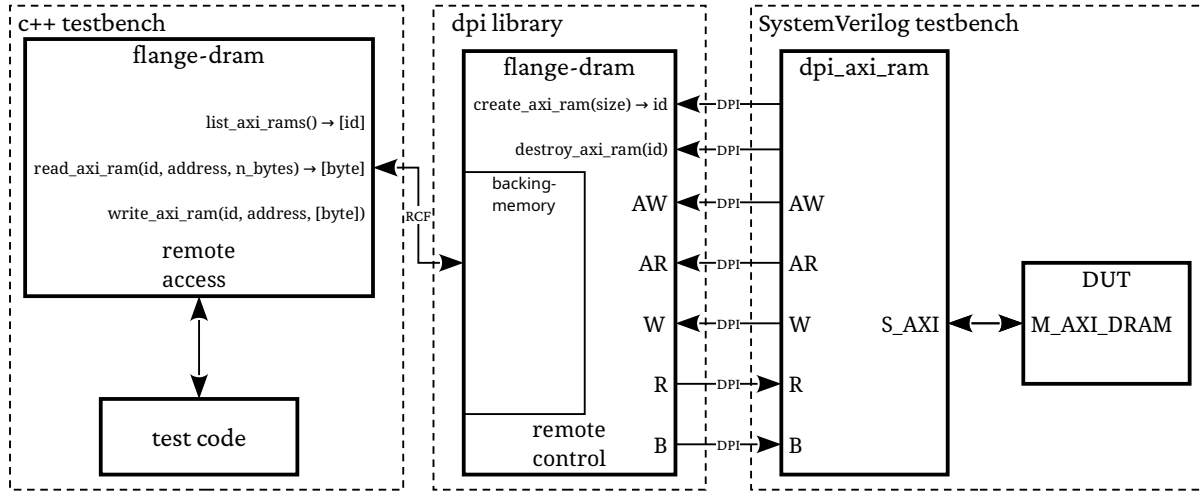 c++ testbench
flange-dram
list_axi_rams() → [id]
read_axi_ram(id, address, n_bytes) → [byte]
write_axi_ram(id, address, [byte])
remote
access
test code
RCF
dpi library
flange-dram
create_axi_ram(size) → id
destroy_axi_ram(id)
backing-
memory
AW
AR
W
R
B
remote
control
DPI
DPI
DPI
DPI
DPI
DPI
DPI
SystemVerilog testbench
dpi_axi_ram
AW
AR
W
R
B
S_AXI
DUT
M_AXI_DRAM